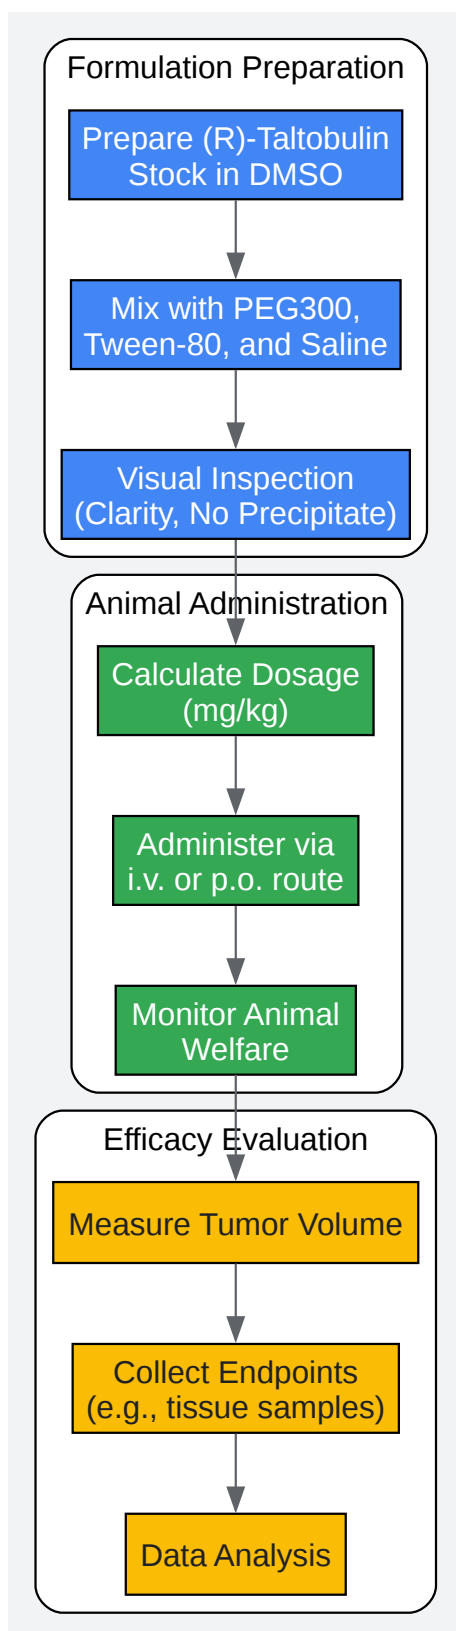 Formulation Preparation
Prepare (R)-Taltobulin
Stock in DMSO
Mix with PEG300,
Tween-80, and Saline
Visual Inspection
(Clarity, No Precipitate)
Animal Administration
Calculate Dosage
(mg/kg)
Administer via
i.v. or p.o. route
Monitor Animal
Welfare
Efficacy Evaluation
Measure Tumor Volume
Collect Endpoints
(e.g., tissue samples)
Data Analysis